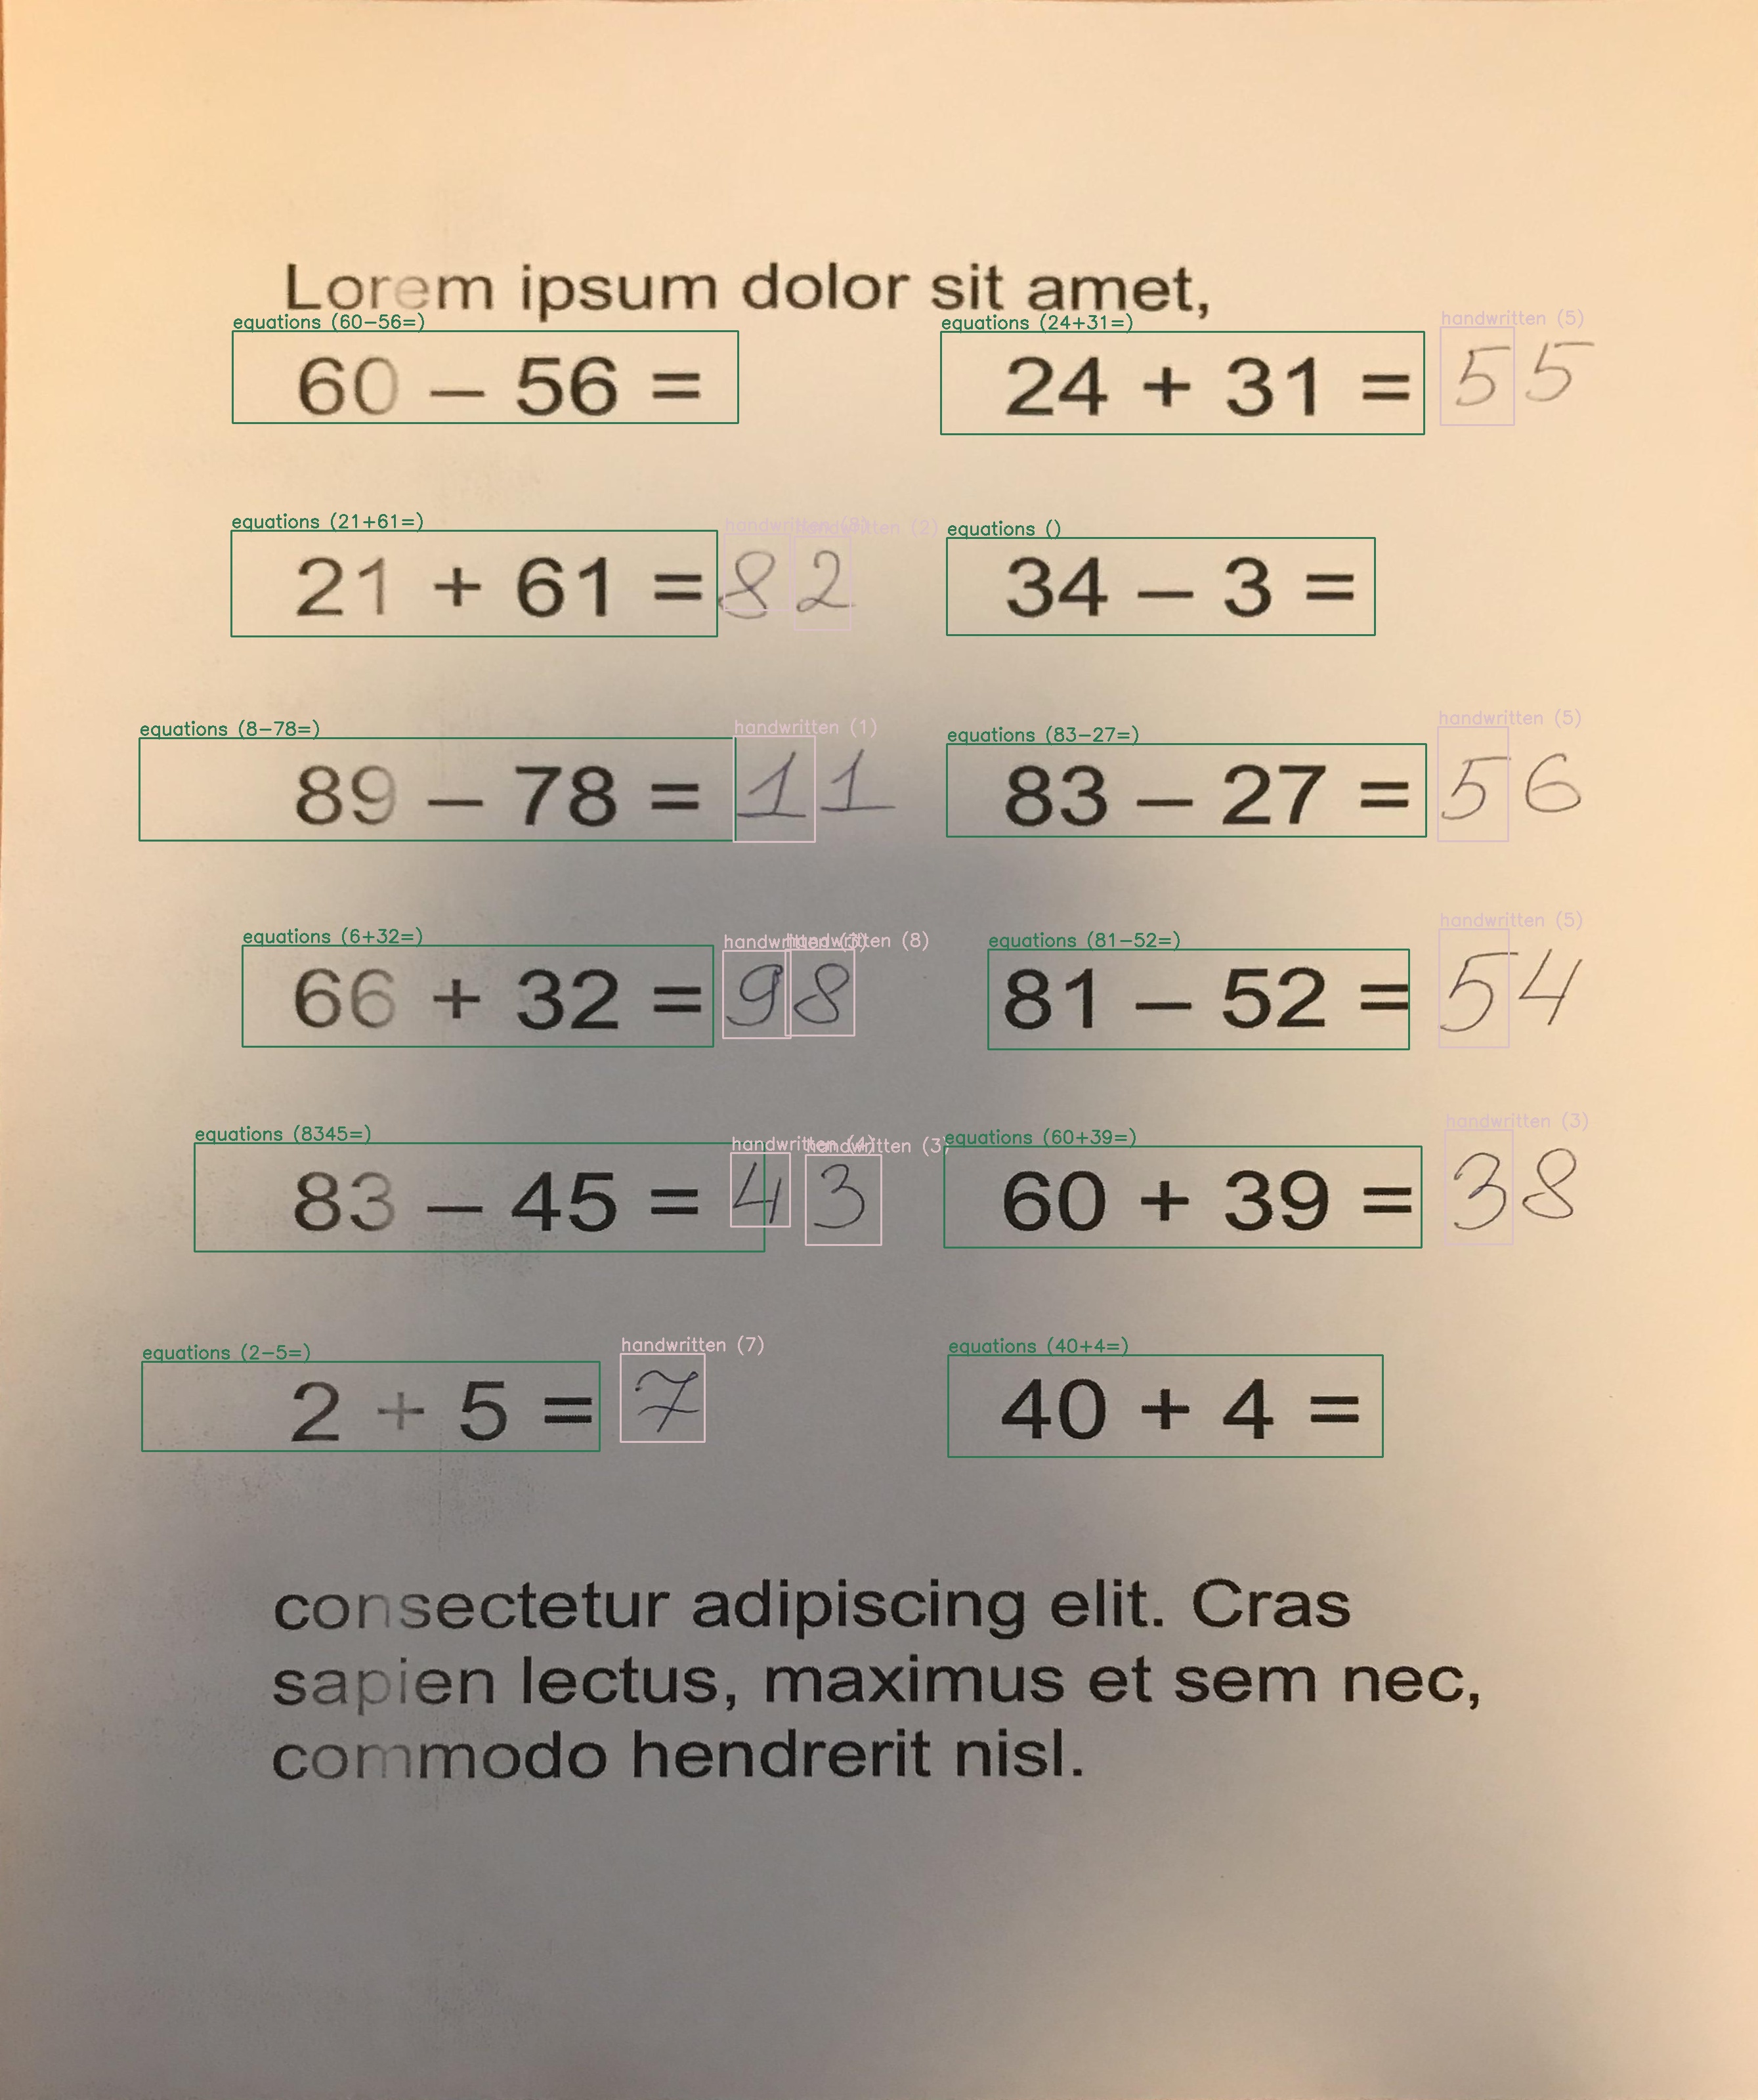 Lorem ipsum dolor sit amet,
equations (60-56=) equations (24+31=) handwritten (5)
60 – 56 = 24 + 31 = 55
equations (21+61=) handwritten (8) handwritten (2) equations ()
21 + 61 = 82 34 – 3 =
equations (8-78=) handwritten (1) equations (83-27=) handwritten (5)
89 – 78 = 11 83 – 27 = 56
equations (6+32=) handwritten handwritten (8) equations (81-52=) handwritten (5)
66 + 32 = 98 81 – 52 = 54
equations (8345=) handwritten (4) handwritten (3) equations (60+39=) handwritten (3)
83 – 45 = 43 60 + 39 = 38
equations (2-5=) handwritten (7) equations (40+4=)
2 + 5 = 7 40 + 4 =
consectetur adipiscing elit. Cras
sapien lectus, maximus et sem nec,
commodo hendrerit nisl.